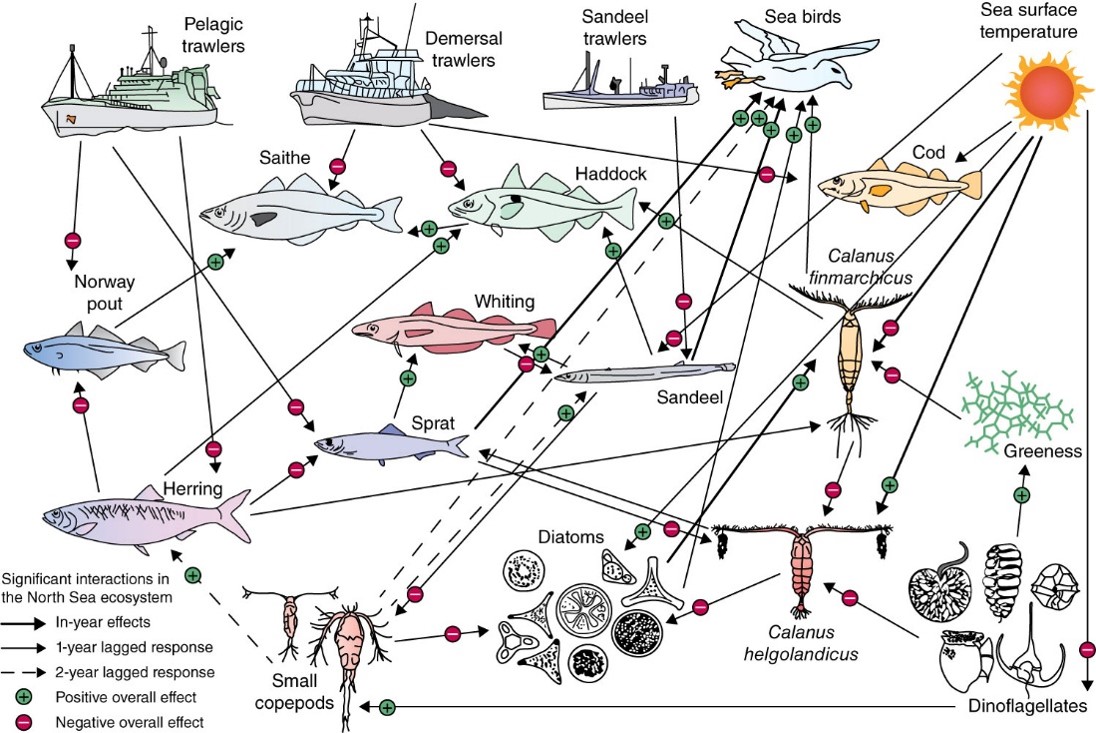 Pelagic
trawlers
Demersal
trawlers
Sandeel
trawlers
Sea birds
Sea surface
temperature
Saithe
Haddock
Cod
Calanus
finmarchicus
Norway
pout
Whiting
Sandeel
Sprat
Greeness
Herring
Diatoms
Significant interactions in
the North Sea ecosystem
In-year effects
1-year lagged response
2-year lagged response
Positive overall effect
Negative overall effect
Small
copepods
Calanus
helgolandicus
Dinoflagellates